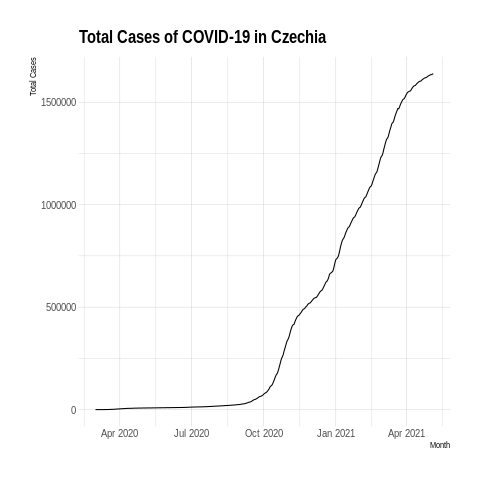 Total Cases of COVID-19 in Czechia
Total Cases
1500000
1000000
500000
0
Apr 2020 Jul 2020 Oct 2020 Jan 2021 Apr 2021
Month